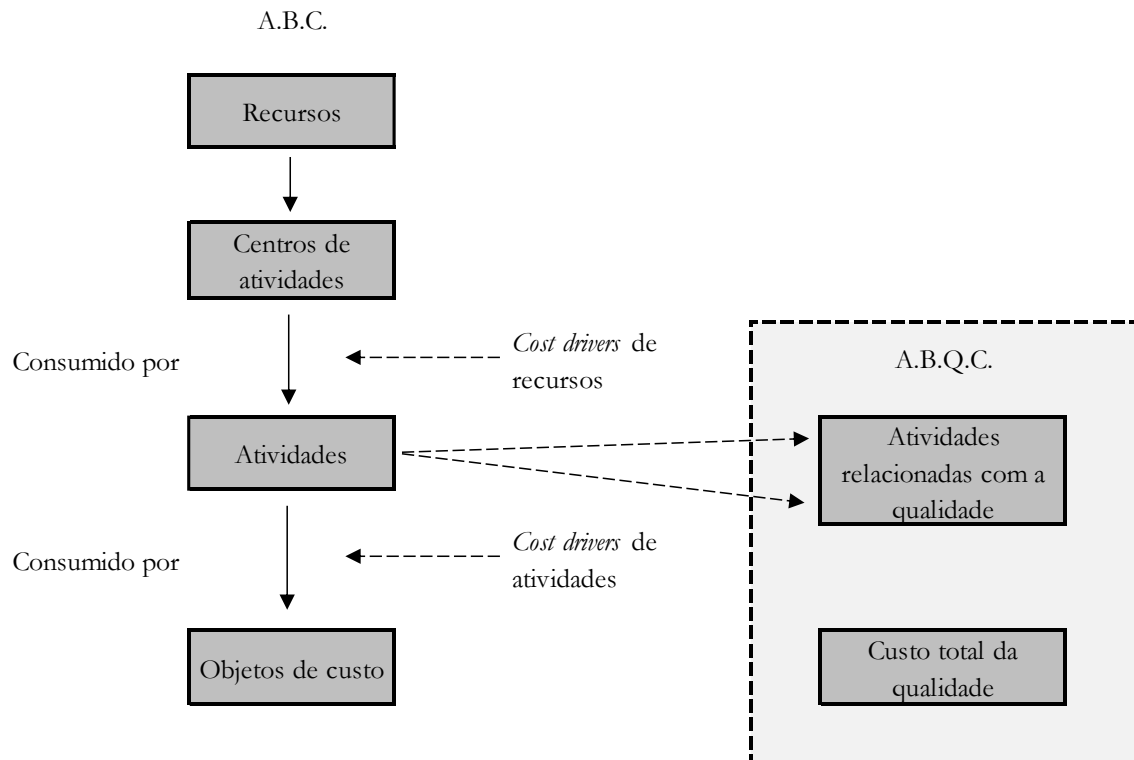 A.B.C.
Recursos
Centros de
atividades
Consumido por
Cost drivers de
recursos
A.B.Q.C.
Atividades
Atividades
relacionadas com a
qualidade
Consumido por
Cost drivers de
atividades
Objetos de custo
Custo total da
qualidade